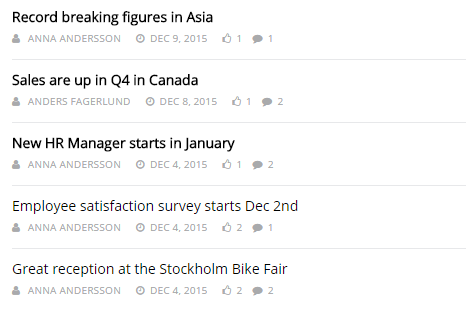 Record breaking figures in Asia
ANNA ANDERSSON DEC 9, 2015 1 1
Sales are up in Q4 in Canada
ANDERS FAGERLUND DEC 8, 2015 1 2
New HR Manager starts in January
ANNA ANDERSSON DEC 4, 2015 1 2
Employee satisfaction survey starts Dec 2nd
ANNA ANDERSSON DEC 4, 2015 2 1
Great reception at the Stockholm Bike Fair
ANNA ANDERSSON DEC 4, 2015 2 2